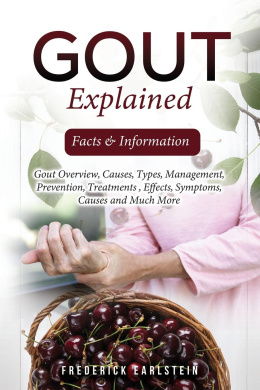 GOUT
Explained
Facts & Information
Gout Overview, Causes, Types, Management,
Prevention, Treatments , Effects, Symptoms,
Causes and Much More
FREDERICK EARLSTEIN